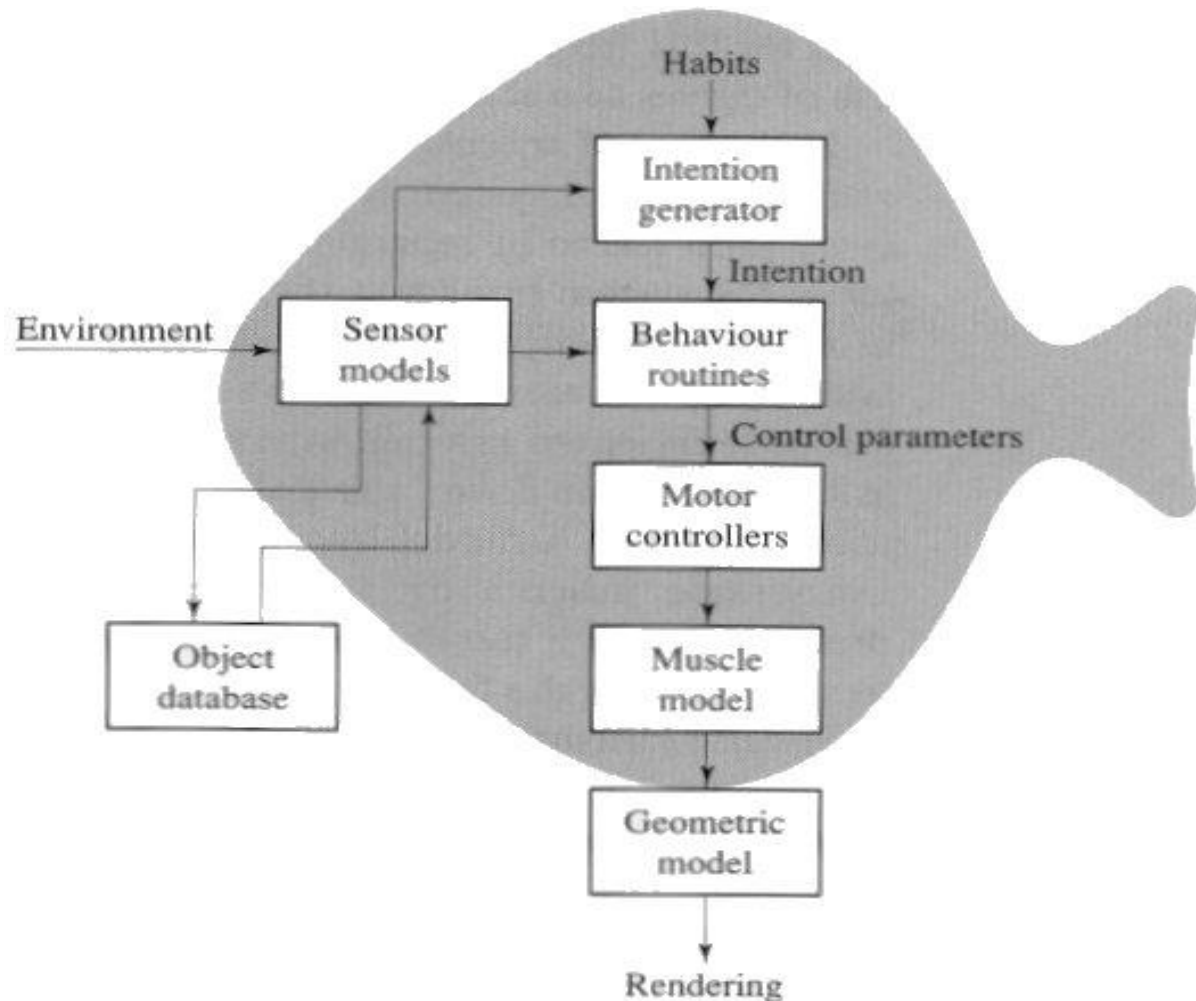 Habits
Intention
generator
Intention
Environment
Sensor
models
Behaviour
routines
Control parameters
Motor
controllers
Object
database
Muscle
model
Geometric
model
Rendering